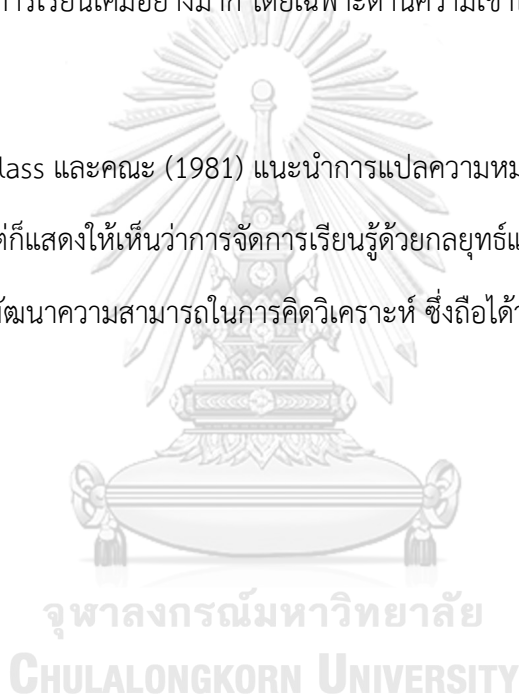 การเรียนเคมีอย่างมาก โดยเฉพาะด้านความเข้าใ
lass และคณะ (1981) แนะนำการแปลความหม
ต่ก็แสดงให้เห็นว่าการจัดการเรียนรู้ด้วยกลยุทธ์แ
พัฒนาความสามารถในการคิดวิเคราะห์ ซึ่งถือได้ว
จุฬาลงกรณ์มหาวิทยาลัย
CHULALONGKORN UNIVERSITY